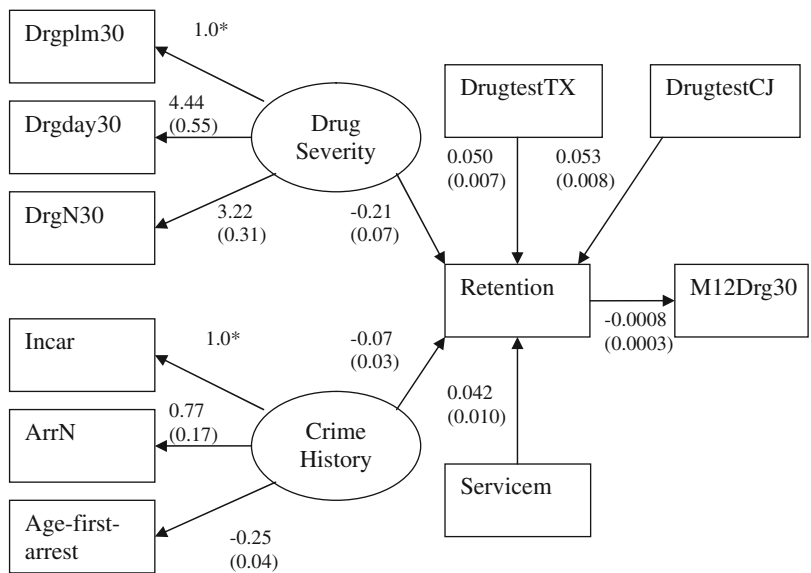 Drgplm30
1.0*
Drgday30
4.44
(0.55)
DrgN30
3.22
(0.31)
Drug
Severity
-0.21
(0.07)
DrugtestTX
0.050
(0.007)
DrugtestCJ
0.053
(0.008)
Retention
M12Drg30
-0.0008
(0.0003)
Incar
1.0*
ArrN
0.77
(0.17)
Age-first-
arrest
-0.25
(0.04)
Crime
History
-0.07
(0.03)
0.042
(0.010)
Servicem